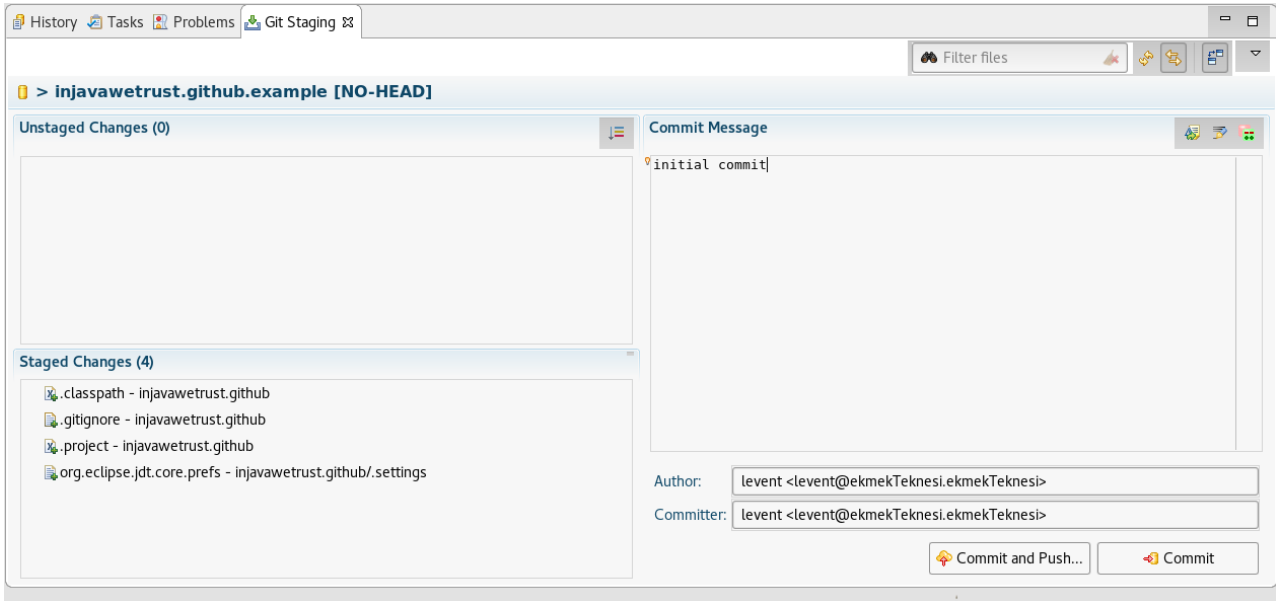 History Tasks Problems Git Staging
Filter files
> injavawetrust.github.example [NO-HEAD]
Unstaged Changes (0)
Commit Message
initial commit
Staged Changes (4)
.classpath - injavawetrust.github
.gitignore - injavawetrust.github
.project - injavawetrust.github
org.eclipse.jdt.core.prefs - injavawetrust.github/.settings
Author: levent <levent@ekmekTeknesi.ekmekTeknesi>
Committer: levent <levent@ekmekTeknesi.ekmekTeknesi>
Commit and Push... Commit